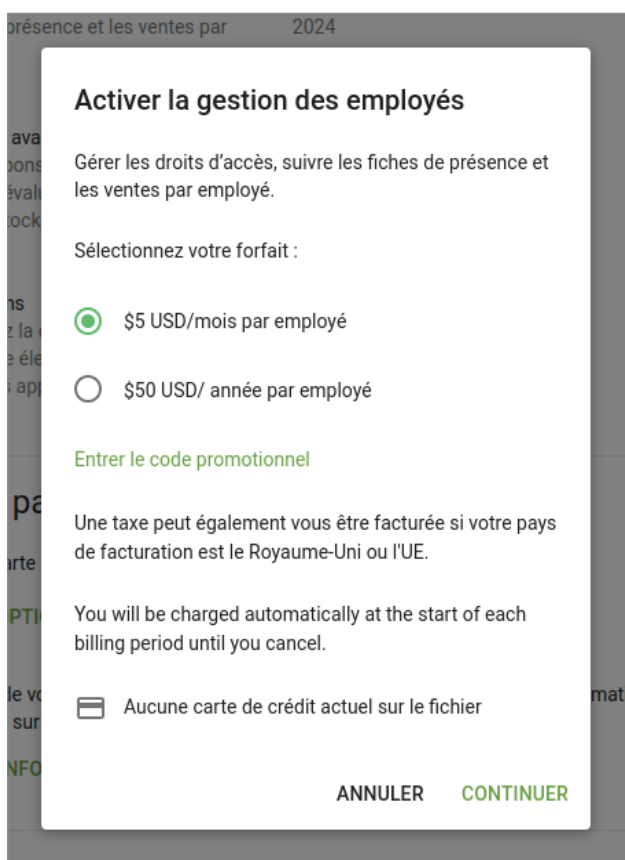 présence et les ventes par 2024
Activer la gestion des employés
Gérer les droits d'accès, suivre les fiches de présence et
les ventes par employé.
Sélectionnez votre forfait :
$5 USD/mois par employé
$50 USD/ année par employé
Entrer le code promotionnel
Une taxe peut également vous être facturée si votre pays
de facturation est le Royaume-Uni ou l'UE.
You will be charged automatically at the start of each
billing period until you cancel.
Aucune carte de crédit actuel sur le fichier
sur
ANNULER CONTINUER